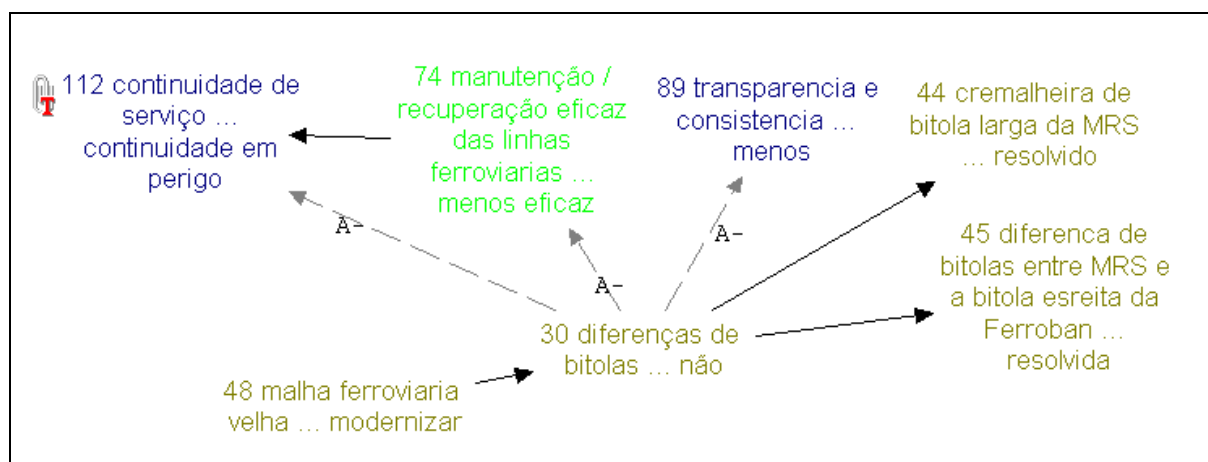 112 continuidade de
serviço ...
continuidade em
perigo
74 manutenção /
recuperação eficaz
das linhas
ferroviarias ...
menos eficaz
89 transparencia e
consistencia ...
menos
44 cremalheira de
bitola larga da MRS
... resolvido
45 diferenca de
bitolas entre MRS e
a bitola esreita da
Ferroban ...
resolvida
A-
A-
A-
30 diferenças de
bitolas ... não
48 malha ferroviaria
velha ... modernizar
T